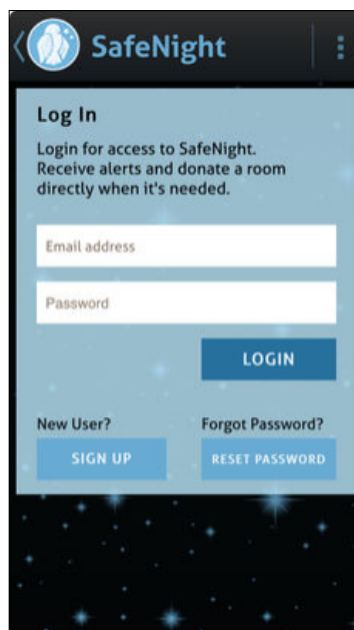 SafeNight
Log In
Login for access to SafeNight.
Receive alerts and donate a room
directly when it's needed.
Email address
Password
LOGIN
New User? Forgot Password?
SIGN UP RESET PASSWORD